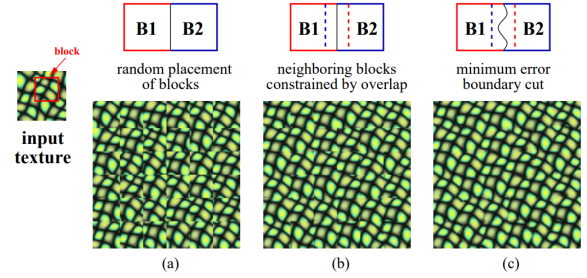 block
input
texture
B1 B2
random placement
of blocks
(a)
B1 B2
neighboring blocks
constrained by overlap
(b)
B1 B2
minimum error
boundary cut
(c)